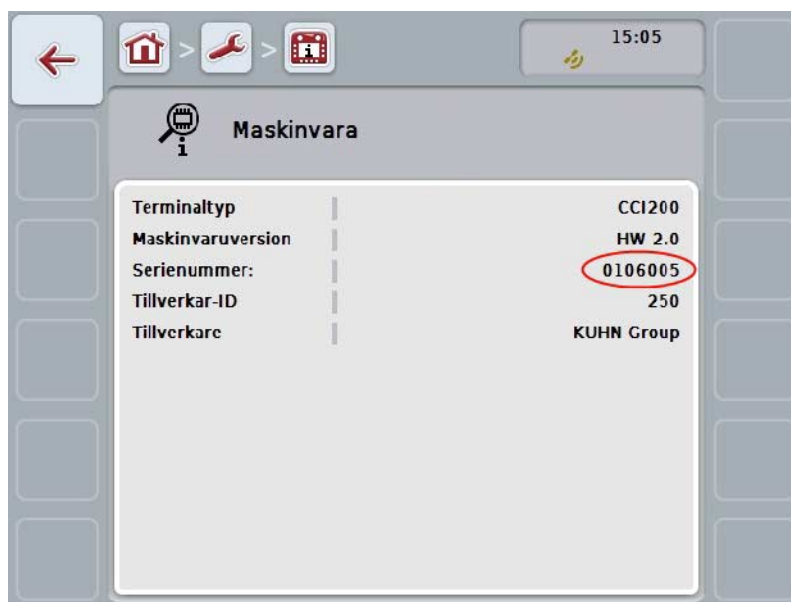 15:05
Maskinvara
Terminaltyp CCI200
Maskinvaruversion HW 2.0
Serienummer: 0106005
Tillverkar-ID 250
Tillverkare KUHN Group